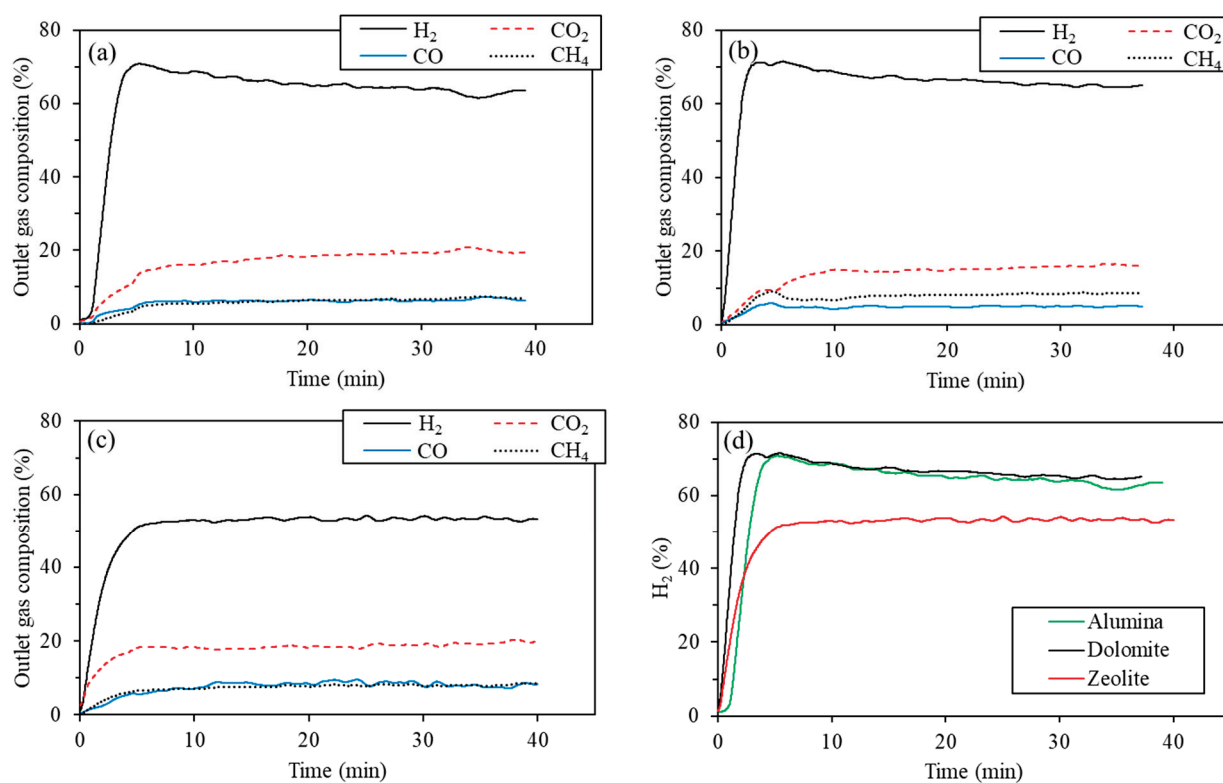 (a)
H₂
CO₂
CO
CH₄
Outlet gas composition (%)
80
60
40
20
0
0 10 20 30 40
Time (min)
(b)
H₂
CO₂
CO
CH₄
Outlet gas composition (%)
80
60
40
20
0
0 10 20 30 40
Time (min)
(c)
H₂
CO₂
CO
CH₄
Outlet gas composition (%)
80
60
40
20
0
0 10 20 30 40
Time (min)
(d)
H₂ (%)
80
60
40
20
0
Alumina
Dolomite
Zeolite
0 10 20 30 40
Time (min)